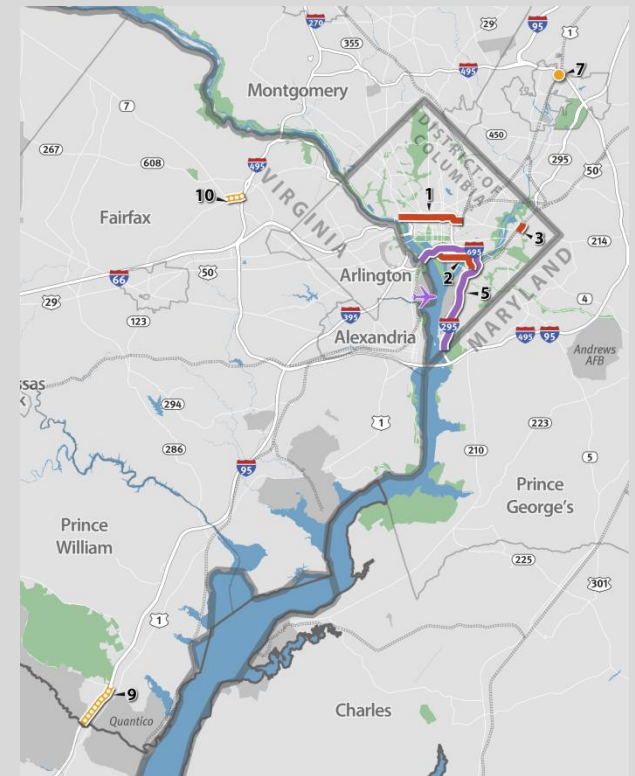 29
95
1
270
355
495
7
Montgomery
7
DISTRICT OF
COLUMBIA
450
267
608
495
295
50
10
VIRGINIA
1
Fairfax
3
214
695
50
Arlington
2
66
5
29
MARYLAND
4
395
295
123
Alexandria
495
95
Andrews
AFB
sas
k
294
1
223
286
210
5
95
Prince
George's
Prince
William
225
301
1
9
Quantico
Charles